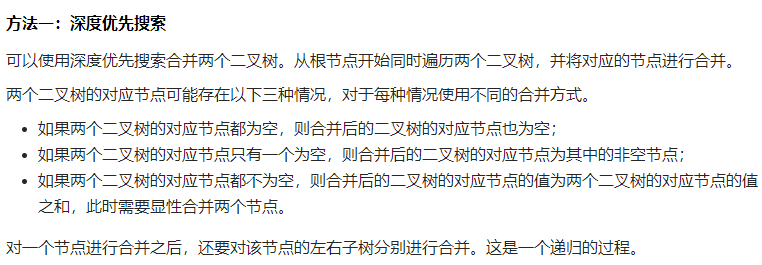 方法一：深度优先搜索
可以使用深度优先搜索合并两个二叉树。从根节点开始同时遍历两个二叉树，并将对应的节点进行合并。
两个二叉树的对应节点可能存在以下三种情况，对于每种情况使用不同的合并方式。
• 如果两个二叉树的对应节点都为空，则合并后的二叉树的对应节点也为空；
• 如果两个二叉树的对应节点只有一个为空，则合并后的二叉树的对应节点为其中的非空节点；
• 如果两个二叉树的对应节点都不为空，则合并后的二叉树的对应节点的值为两个二叉树的对应节点的值
之和，此时需要显性合并两个节点。
对一个节点进行合并之后，还要对该节点的左右子树分别进行合并。这是一个递归的过程。